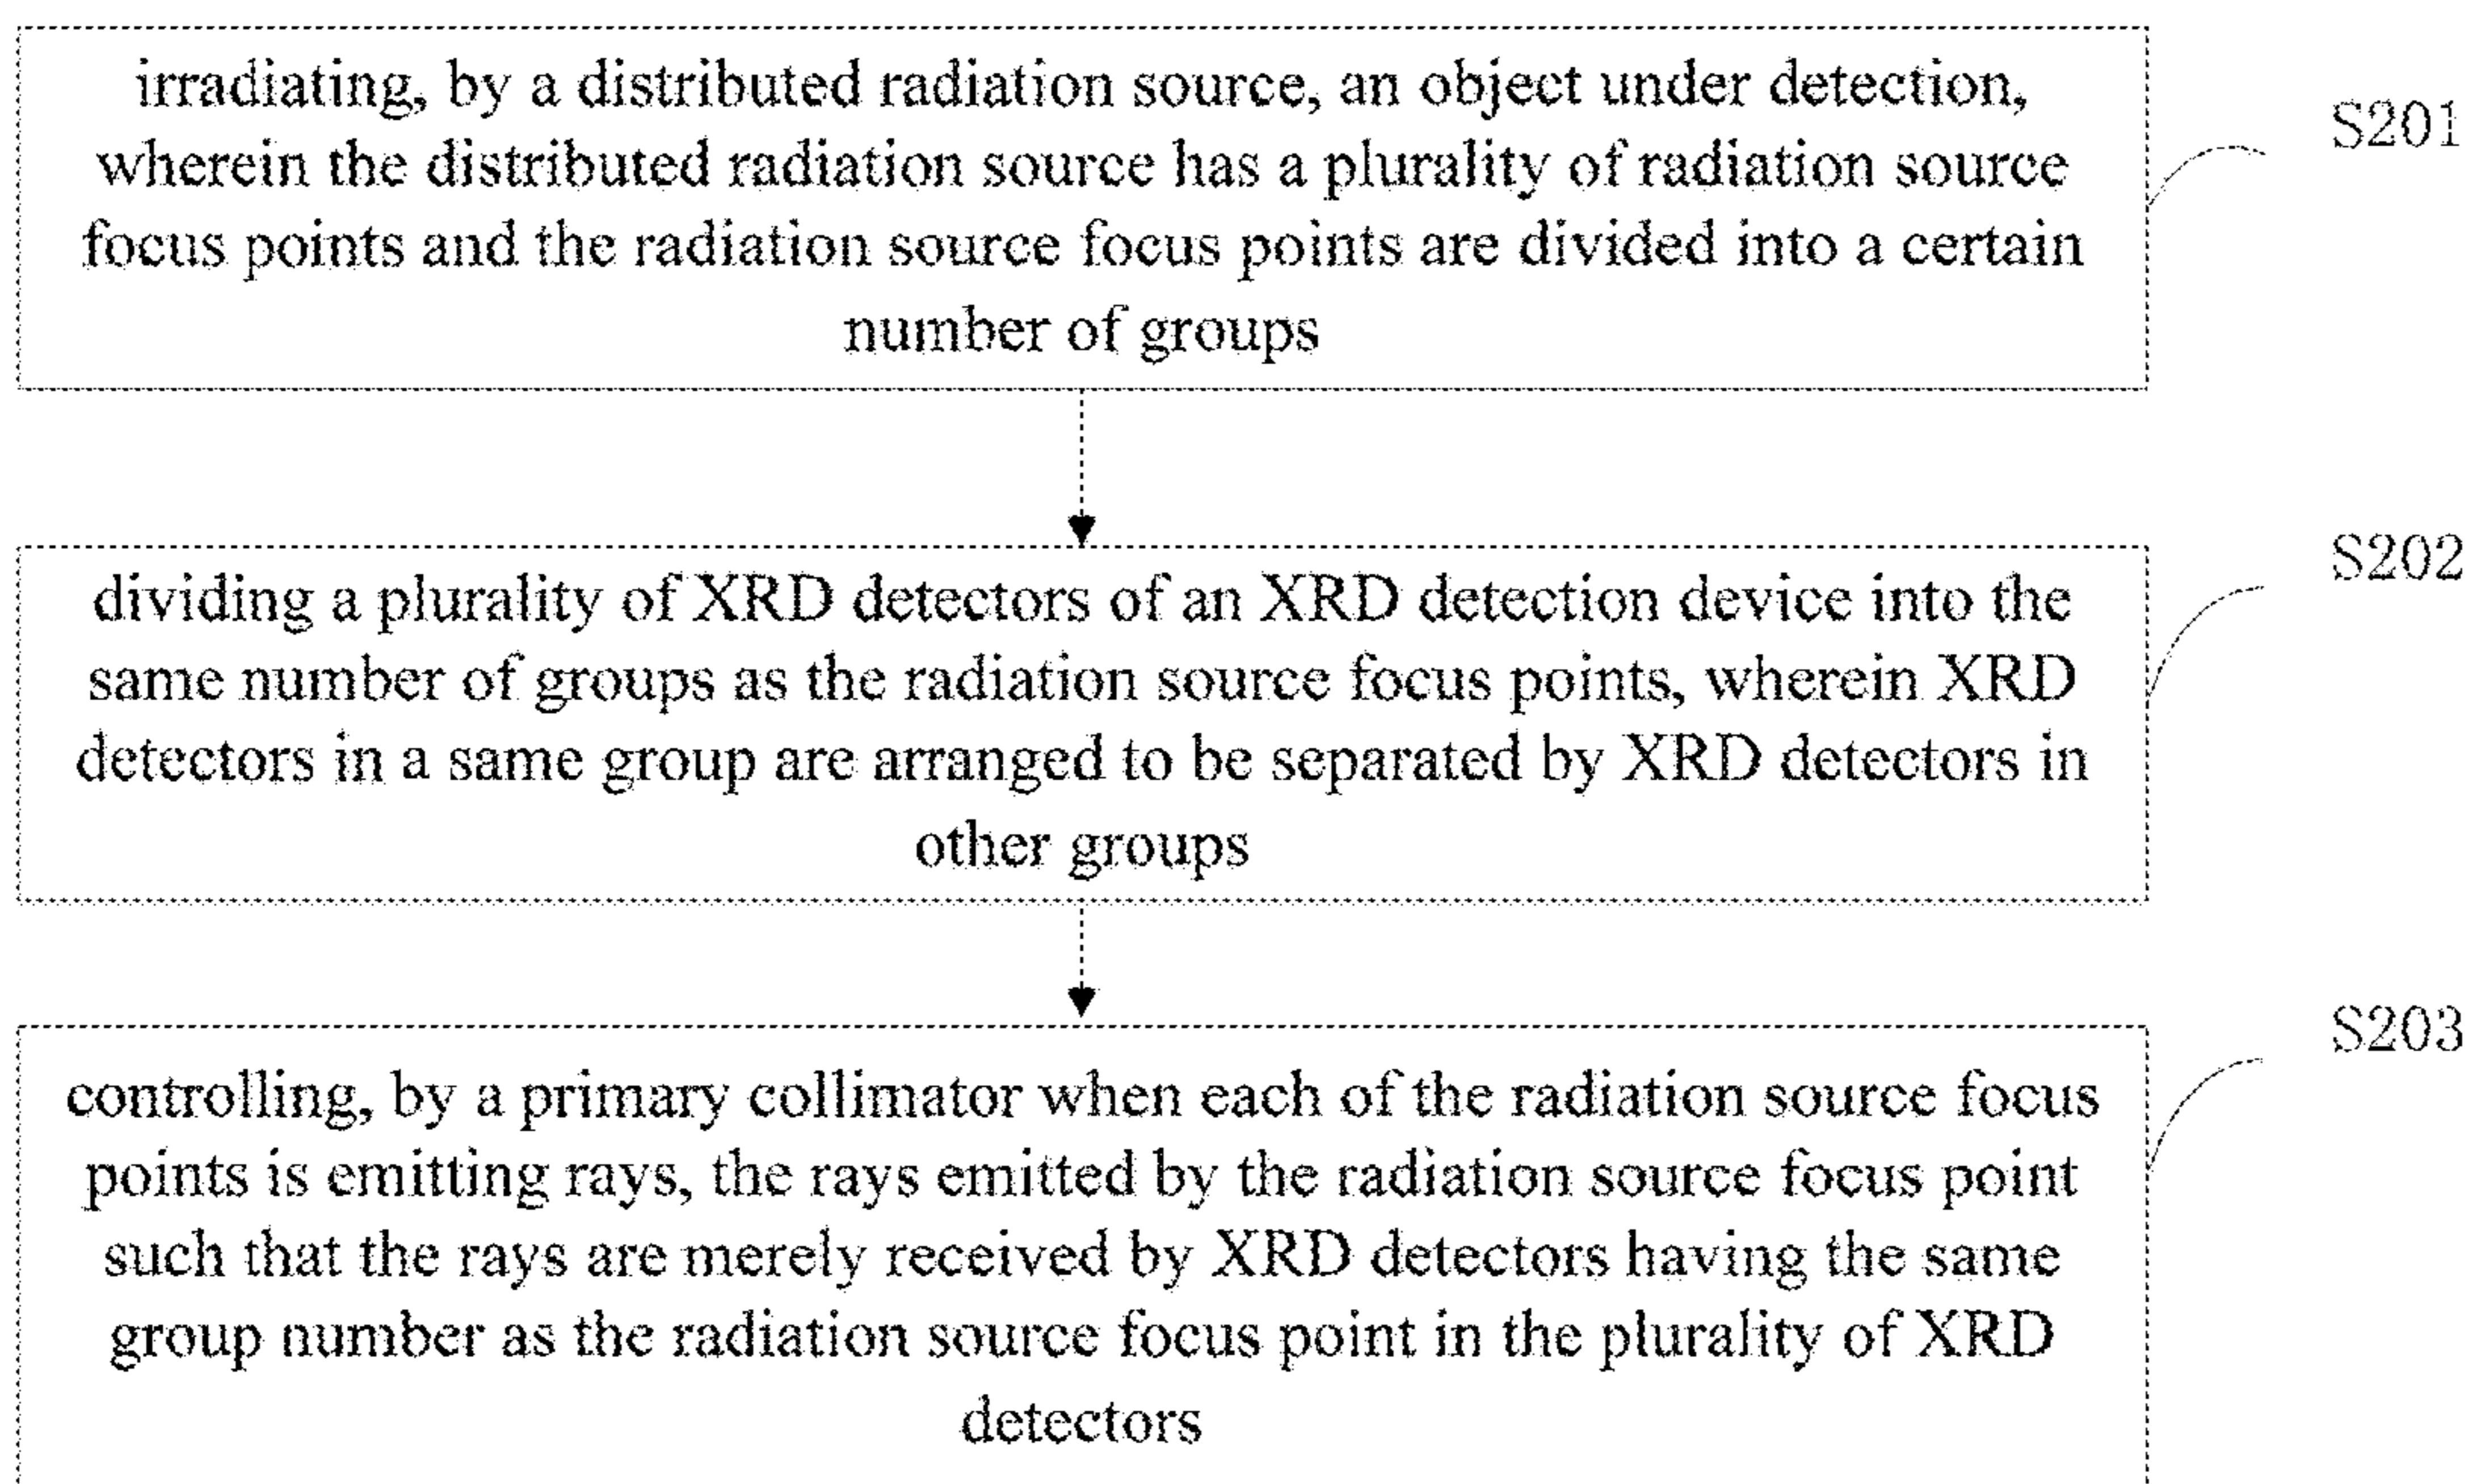 irradiating, by a distributed radiation source, an object under detection,
wherein the distributed radiation source has a plurality of radiation source
focus points and the radiation source focus points are divided into a certain
number of groups
S201
dividing a plurality of XRD detectors of an XRD detection device into the
same number of groups as the radiation source focus points, wherein XRD
detectors in a same group are arranged to be separated by XRD detectors in
other groups
S202
controlling, by a primary collimator when each of the radiation source focus
points is emitting rays, the rays emitted by the radiation source focus point
such that the rays are merely received by XRD detectors having the same
group number as the radiation source focus point in the plurality of XRD
detectors
S203